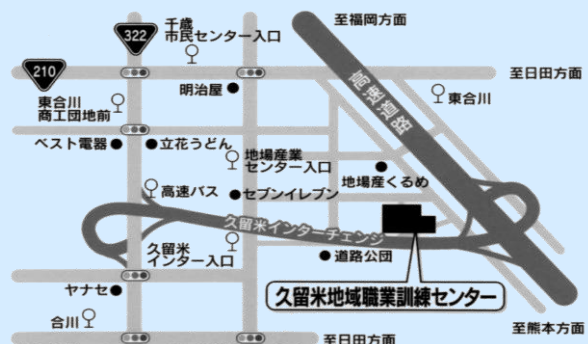 至福岡方面
千歳
市民センター入口
322
210
至日田方面
高速道路
明治屋
東合川
商工団地前
東合川
ベスト電器
立花うどん
地場産業
センター入口
地場産くるめ
高速バス
セブンイレブン
久留米インターチェンジ
久留米
インター入口
道路公団
ヤナセ
久留米地域職業訓練センター
合川
至日田方面
至熊本方面